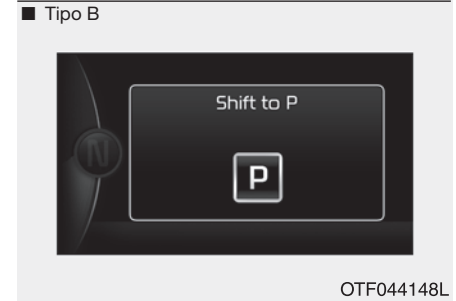 ■ Tipo B
Shift to P
N
P
OTF044148L